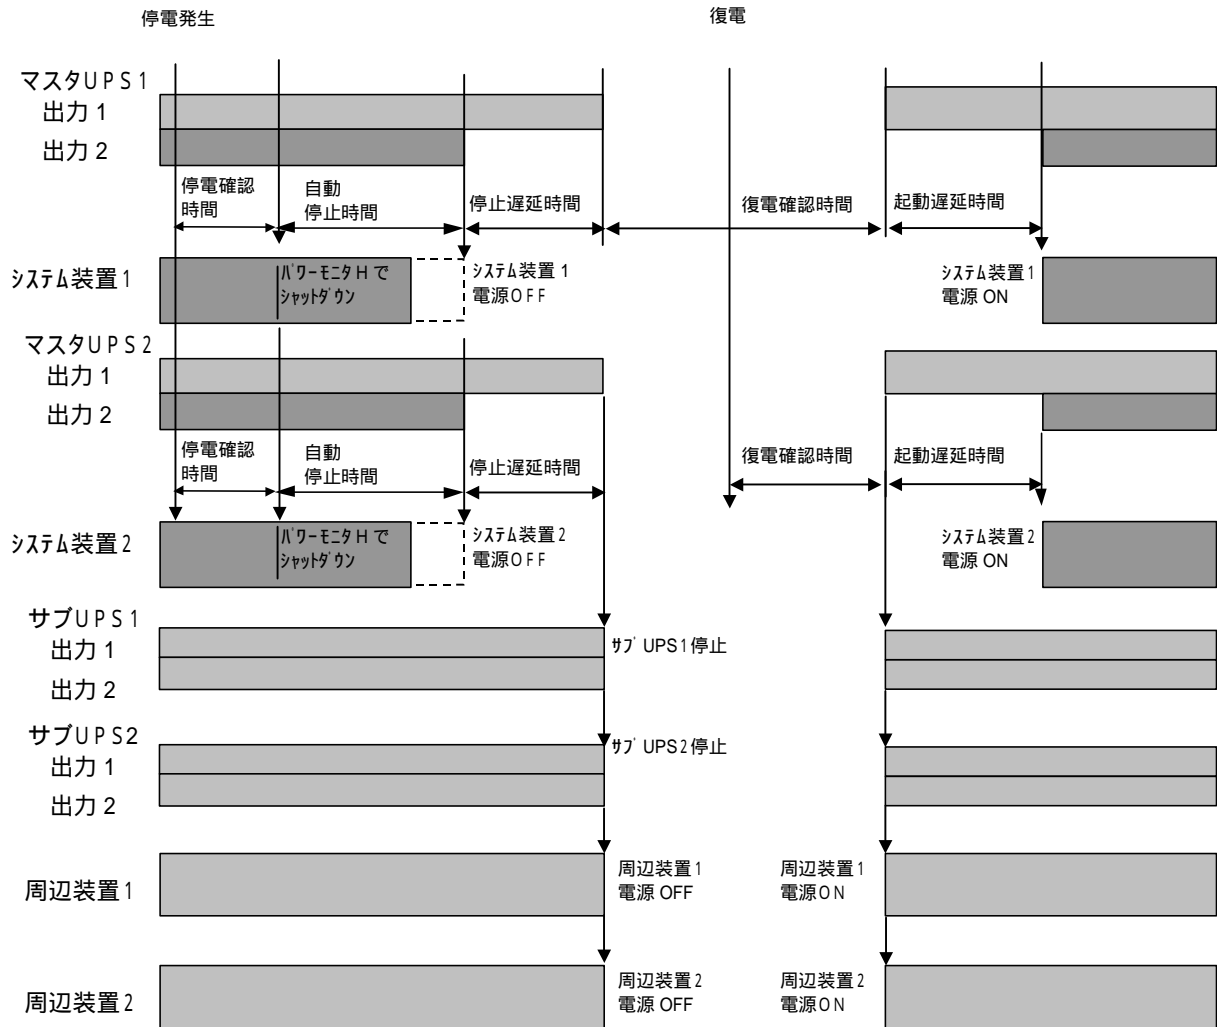 停電発生
復電
マスタUPS1
出力1
出力2
停電確認
時間
自動
停止時間
停止遅延時間
復電確認時間
起動遅延時間
システム装置1
パワーモニタHで
シャットダウン
システム装置1
電源OFF
システム装置1
電源 ON
マスタUPS2
出力1
出力2
停電確認
時間
自動
停止時間
停止遅延時間
復電確認時間
起動遅延時間
システム装置2
パワーモニタHで
シャットダウン
システム装置2
電源OFF
システム装置2
電源 ON
サブUPS1
出力1
出力2
サブUPS1停止
サブUPS2
出力1
出力2
サブUPS2停止
周辺装置1
周辺装置1
電源 OFF
周辺装置1
電源ON
周辺装置2
周辺装置2
電源 OFF
周辺装置2
電源ON